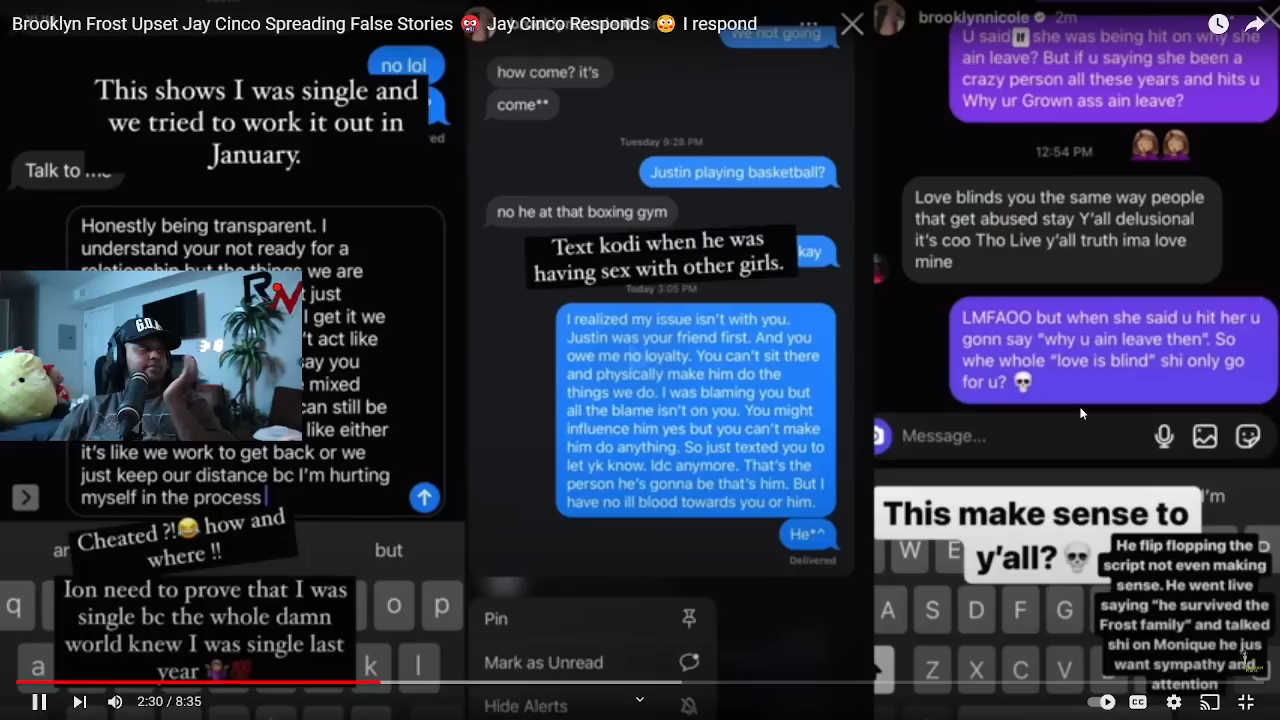 Brooklyn Frost Upset Jay Cinco Spreading False Stories 👹 Jay Cinco Responds 😳 I respond
no lol
This shows I was single and
we tried to work it out in
January.
Talk to me
Honestly being transparent. I
understand your not ready for a
relationship but the things we are
just
I get it we
't act like
say you
mixed
can still be
like either
it's like we work to get back or we
just keep our distance bc I'm hurting
myself in the process
Cheated ?!😂 how and
where !!
but
Ion need to prove that I was
single bc the whole damn
world knew I was single last
year 🤷🏽‍♀️💯
q
o p
a
k l
G.O.A
We not going
how come? it's
come**
Tuesday 9:28 PM
Justin playing basketball?
no he at that boxing gym
kay
Text kodi when he was
having sex with other girls.
Today 3:05 PM
I realized my issue isn't with you.
Justin was your friend first. And you
owe me no loyalty. You can't sit there
and physically make him do the
things we do. I was blaming you but
all the blame isn't on you. You might
influence him yes but you can't make
him do anything. So just texted you to
let yk know. Idc anymore. That's the
person he's gonna be that's him. But I
have no ill blood towards you or him.
He*^
Delivered
Pin
Mark as Unread
Hide Alerts
brooklynnicole 2m
U said If she was being hit on why she
ain leave? But if u saying she been a
crazy person all these years and hits u
Why ur Grown ass ain leave?
🤦🏽‍♀️🤦🏽‍♀️
12:54 PM
Love blinds you the same way people
that get abused stay Y'all delusional
it's coo Tho Live y'all truth ima love
mine
LMFAOO but when she said u hit her u
gonn say “why u ain leave then”. So
whe whole “love is blind” shi only go
for u? 💀
Message...
I'm
This make sense to
y'all?💀
W E
A S D F G
Z X C V
He flip flopping the
script not even making
sense. He went live
saying “he survived the
Frost family” and talked
shi on Monique he jus
want sympathy and
attention
2:30 / 8:35
CC